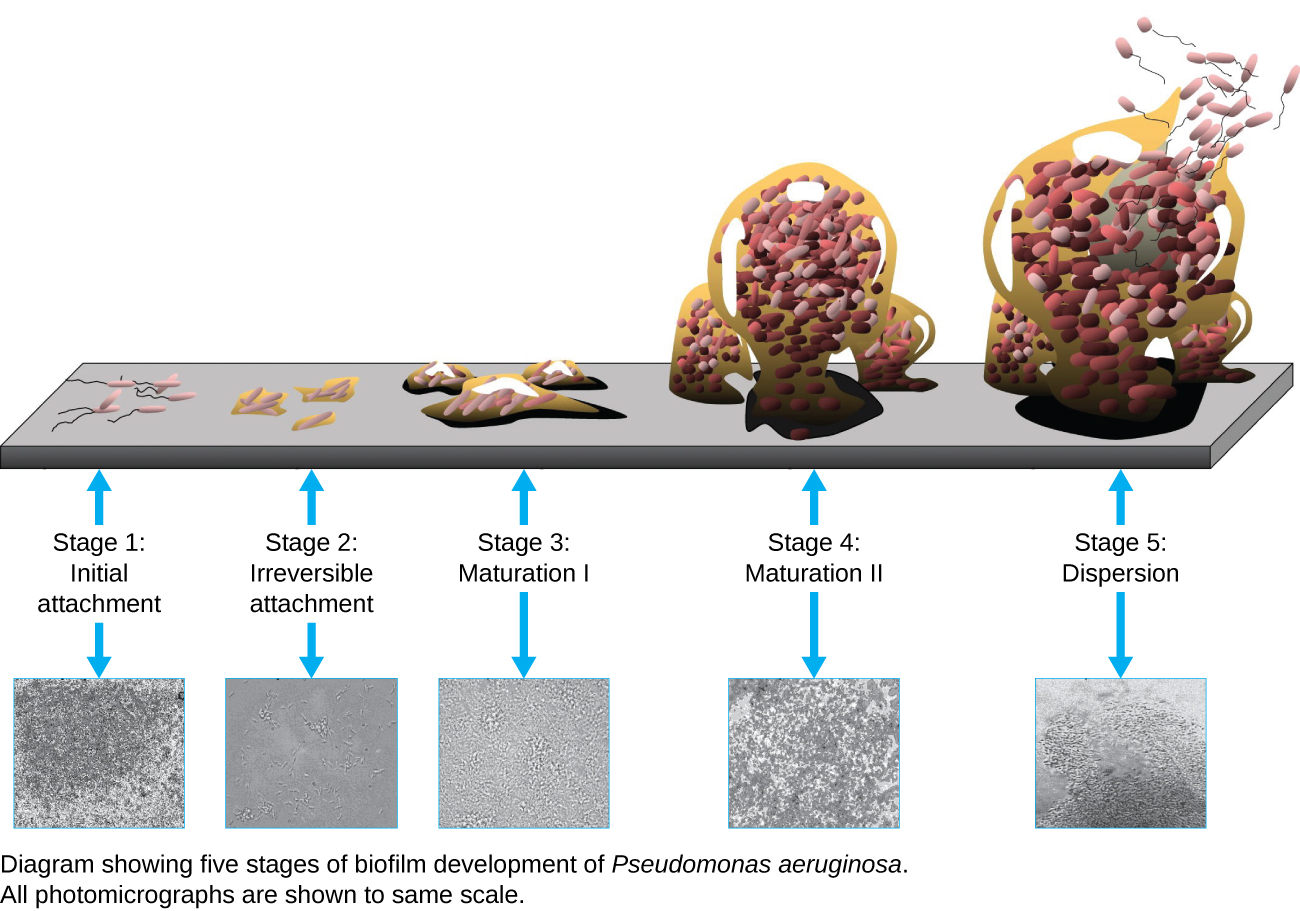 Stage 1:
Initial
attachment
Stage 2:
Irreversible
attachment
Stage 3:
Maturation I
Stage 4:
Maturation II
Stage 5:
Dispersion
Diagram showing five stages of biofilm development of Pseudomonas aeruginosa.
All photomicrographs are shown to same scale.